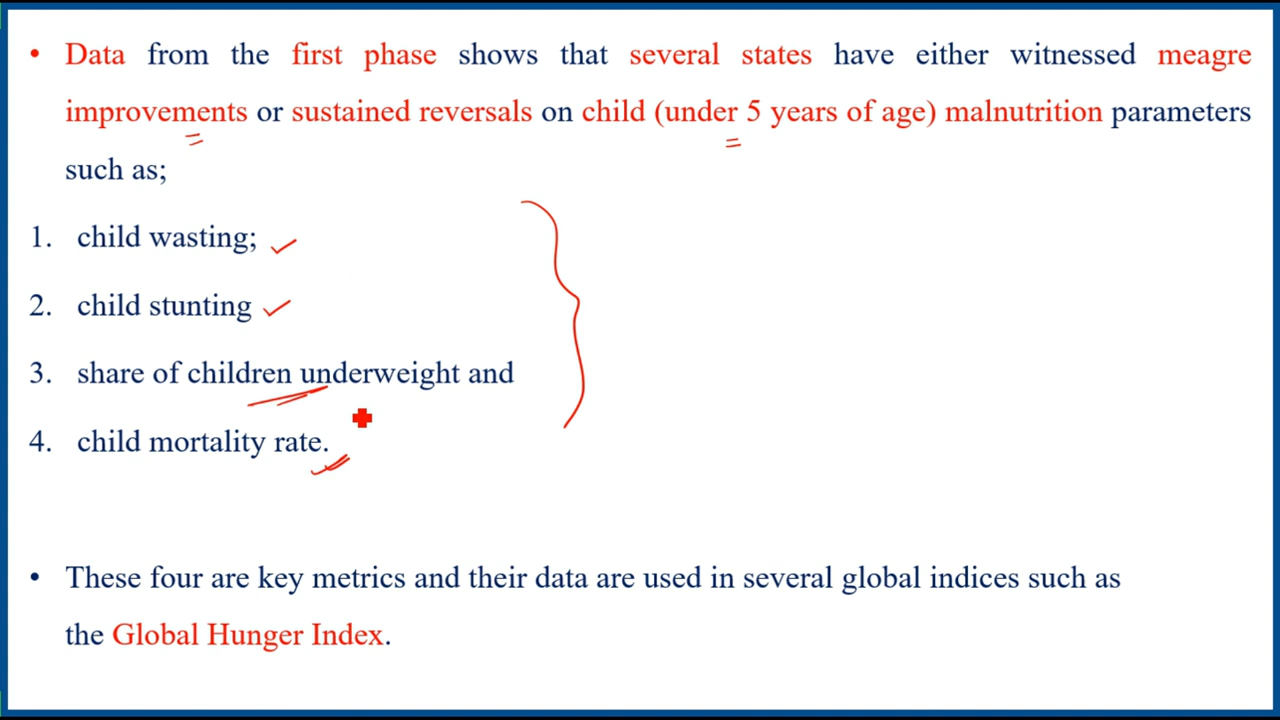 • Data from the first phase shows that several states have either witnessed meagre
improvements or sustained reversals on child (under 5 years of age) malnutrition parameters
such as;
1. child wasting;
2. child stunting
3. share of children underweight and
4. child mortality rate.
• These four are key metrics and their data are used in several global indices such as
the Global Hunger Index.